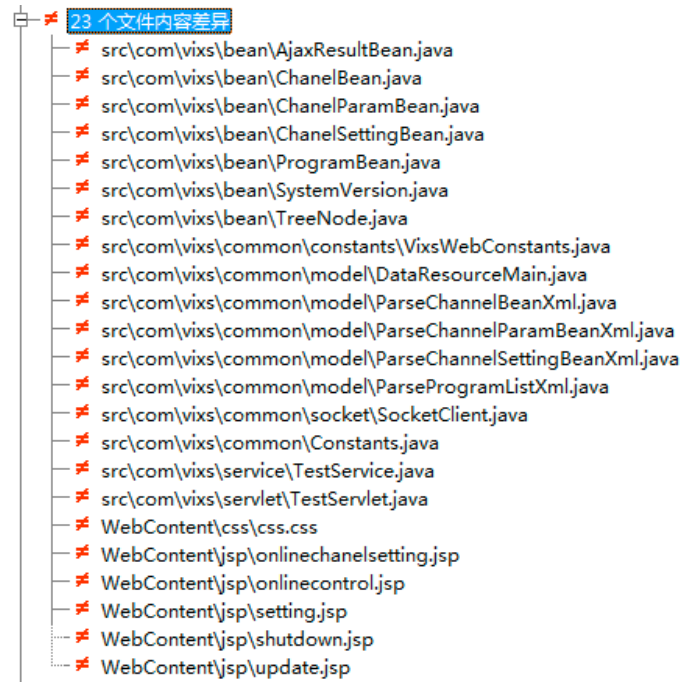 23 个文件内容差异
src\com\vixs\bean\AjaxResultBean.java
src\com\vixs\bean\ChanelBean.java
src\com\vixs\bean\ChanelParamBean.java
src\com\vixs\bean\ChanelSettingBean.java
src\com\vixs\bean\ProgramBean.java
src\com\vixs\bean\SystemVersion.java
src\com\vixs\bean\TreeNode.java
src\com\vixs\common\constants\VixsWebConstants.java
src\com\vixs\common\model\DataResourceMain.java
src\com\vixs\common\model\ParseChannelBeanXml.java
src\com\vixs\common\model\ParseChannelParamBeanXml.java
src\com\vixs\common\model\ParseChannelSettingBeanXml.java
src\com\vixs\common\model\ParseProgramListXml.java
src\com\vixs\common\socket\SocketClient.java
src\com\vixs\common\Constants.java
src\com\vixs\service\TestService.java
src\com\vixs\servlet\TestServlet.java
WebContent\css\css.css
WebContent\jsp\onlinechanelsetting.jsp
WebContent\jsp\onlinecontrol.jsp
WebContent\jsp\setting.jsp
WebContent\jsp\shutdown.jsp
WebContent\jsp\update.jsp